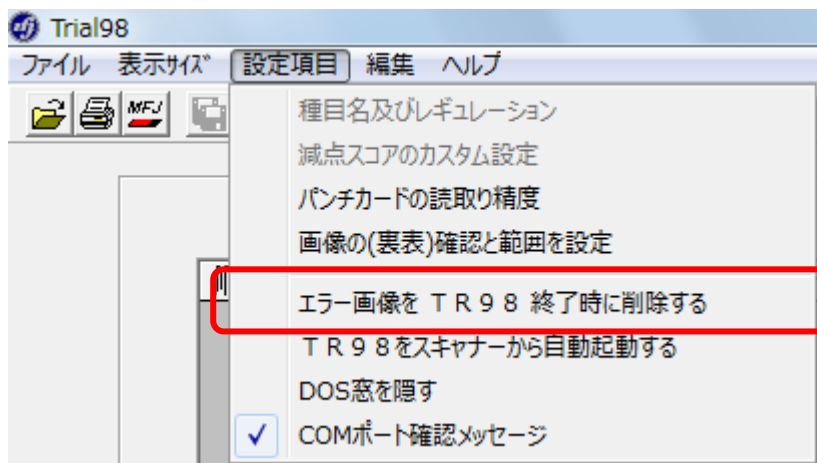 Trial98
ファイル 表示ｻｲｽﾞ 設定項目 編集 ヘルプ
MFJ
種目名及びレギュレーション
減点スコアのカスタム設定
パンチカードの読取り精度
画像の(裏表)確認と範囲を設定
エラー画像を ＴＲ９８ 終了時に削除する
ＴＲ９８をスキャナーから自動起動する
DOS窓を隠す
COMポート確認メッセージ